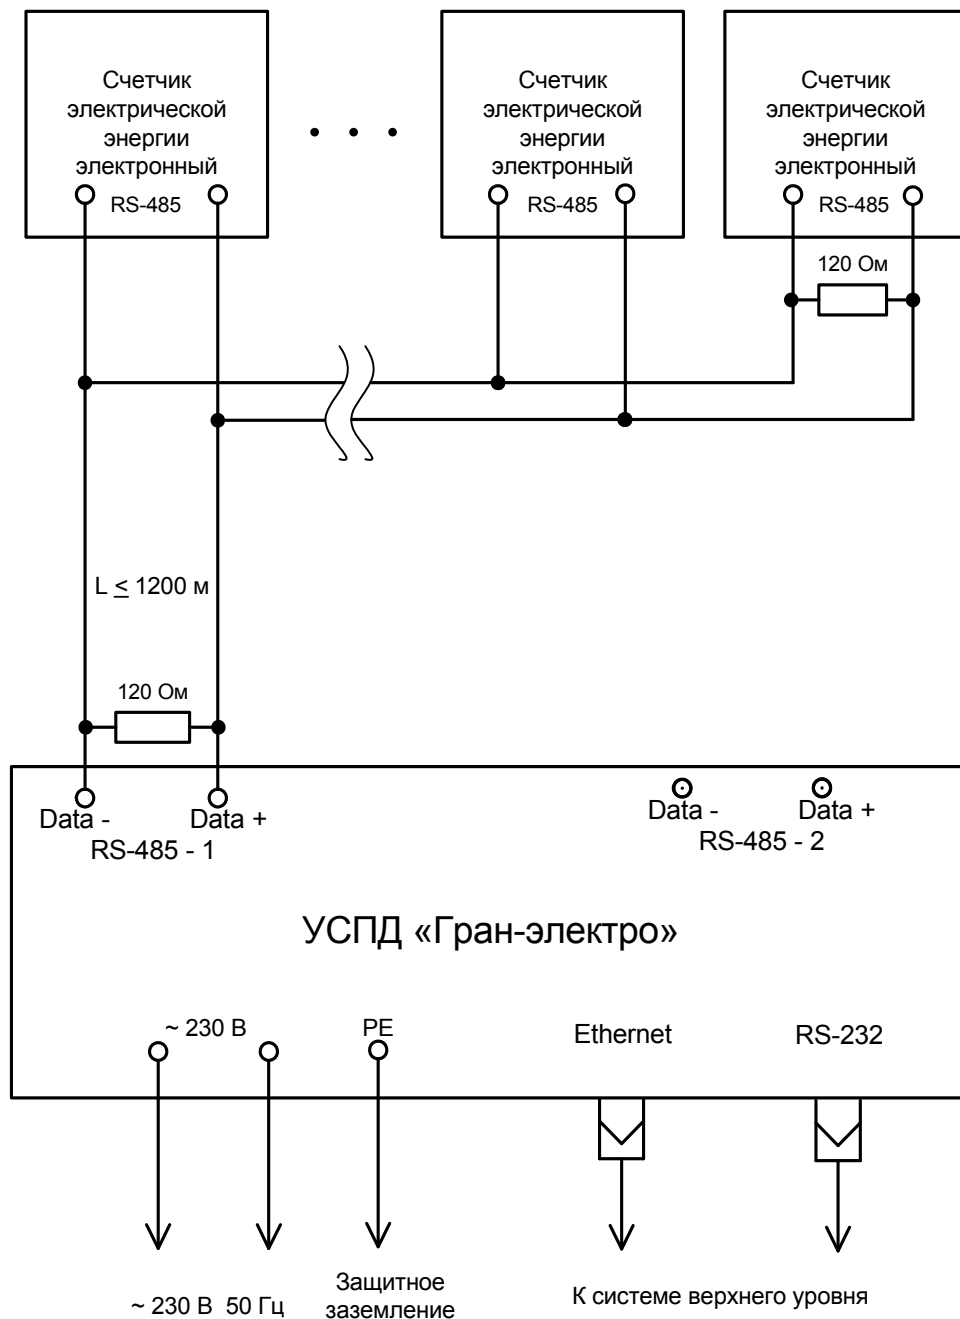 Счетчик
электрической
энергии
электронный
RS-485
. . .
Счетчик
электрической
энергии
электронный
RS-485
Счетчик
электрической
энергии
электронный
RS-485
120 Ом
L ≤ 1200 м
120 Ом
Data -
Data +
RS-485 - 1
Data -
Data +
RS-485 - 2
УСПД «Гран-электро»
~ 230 В
PE
Ethernet
RS-232
~ 230 В 50 Гц
Защитное
заземление
К системе верхнего уровня